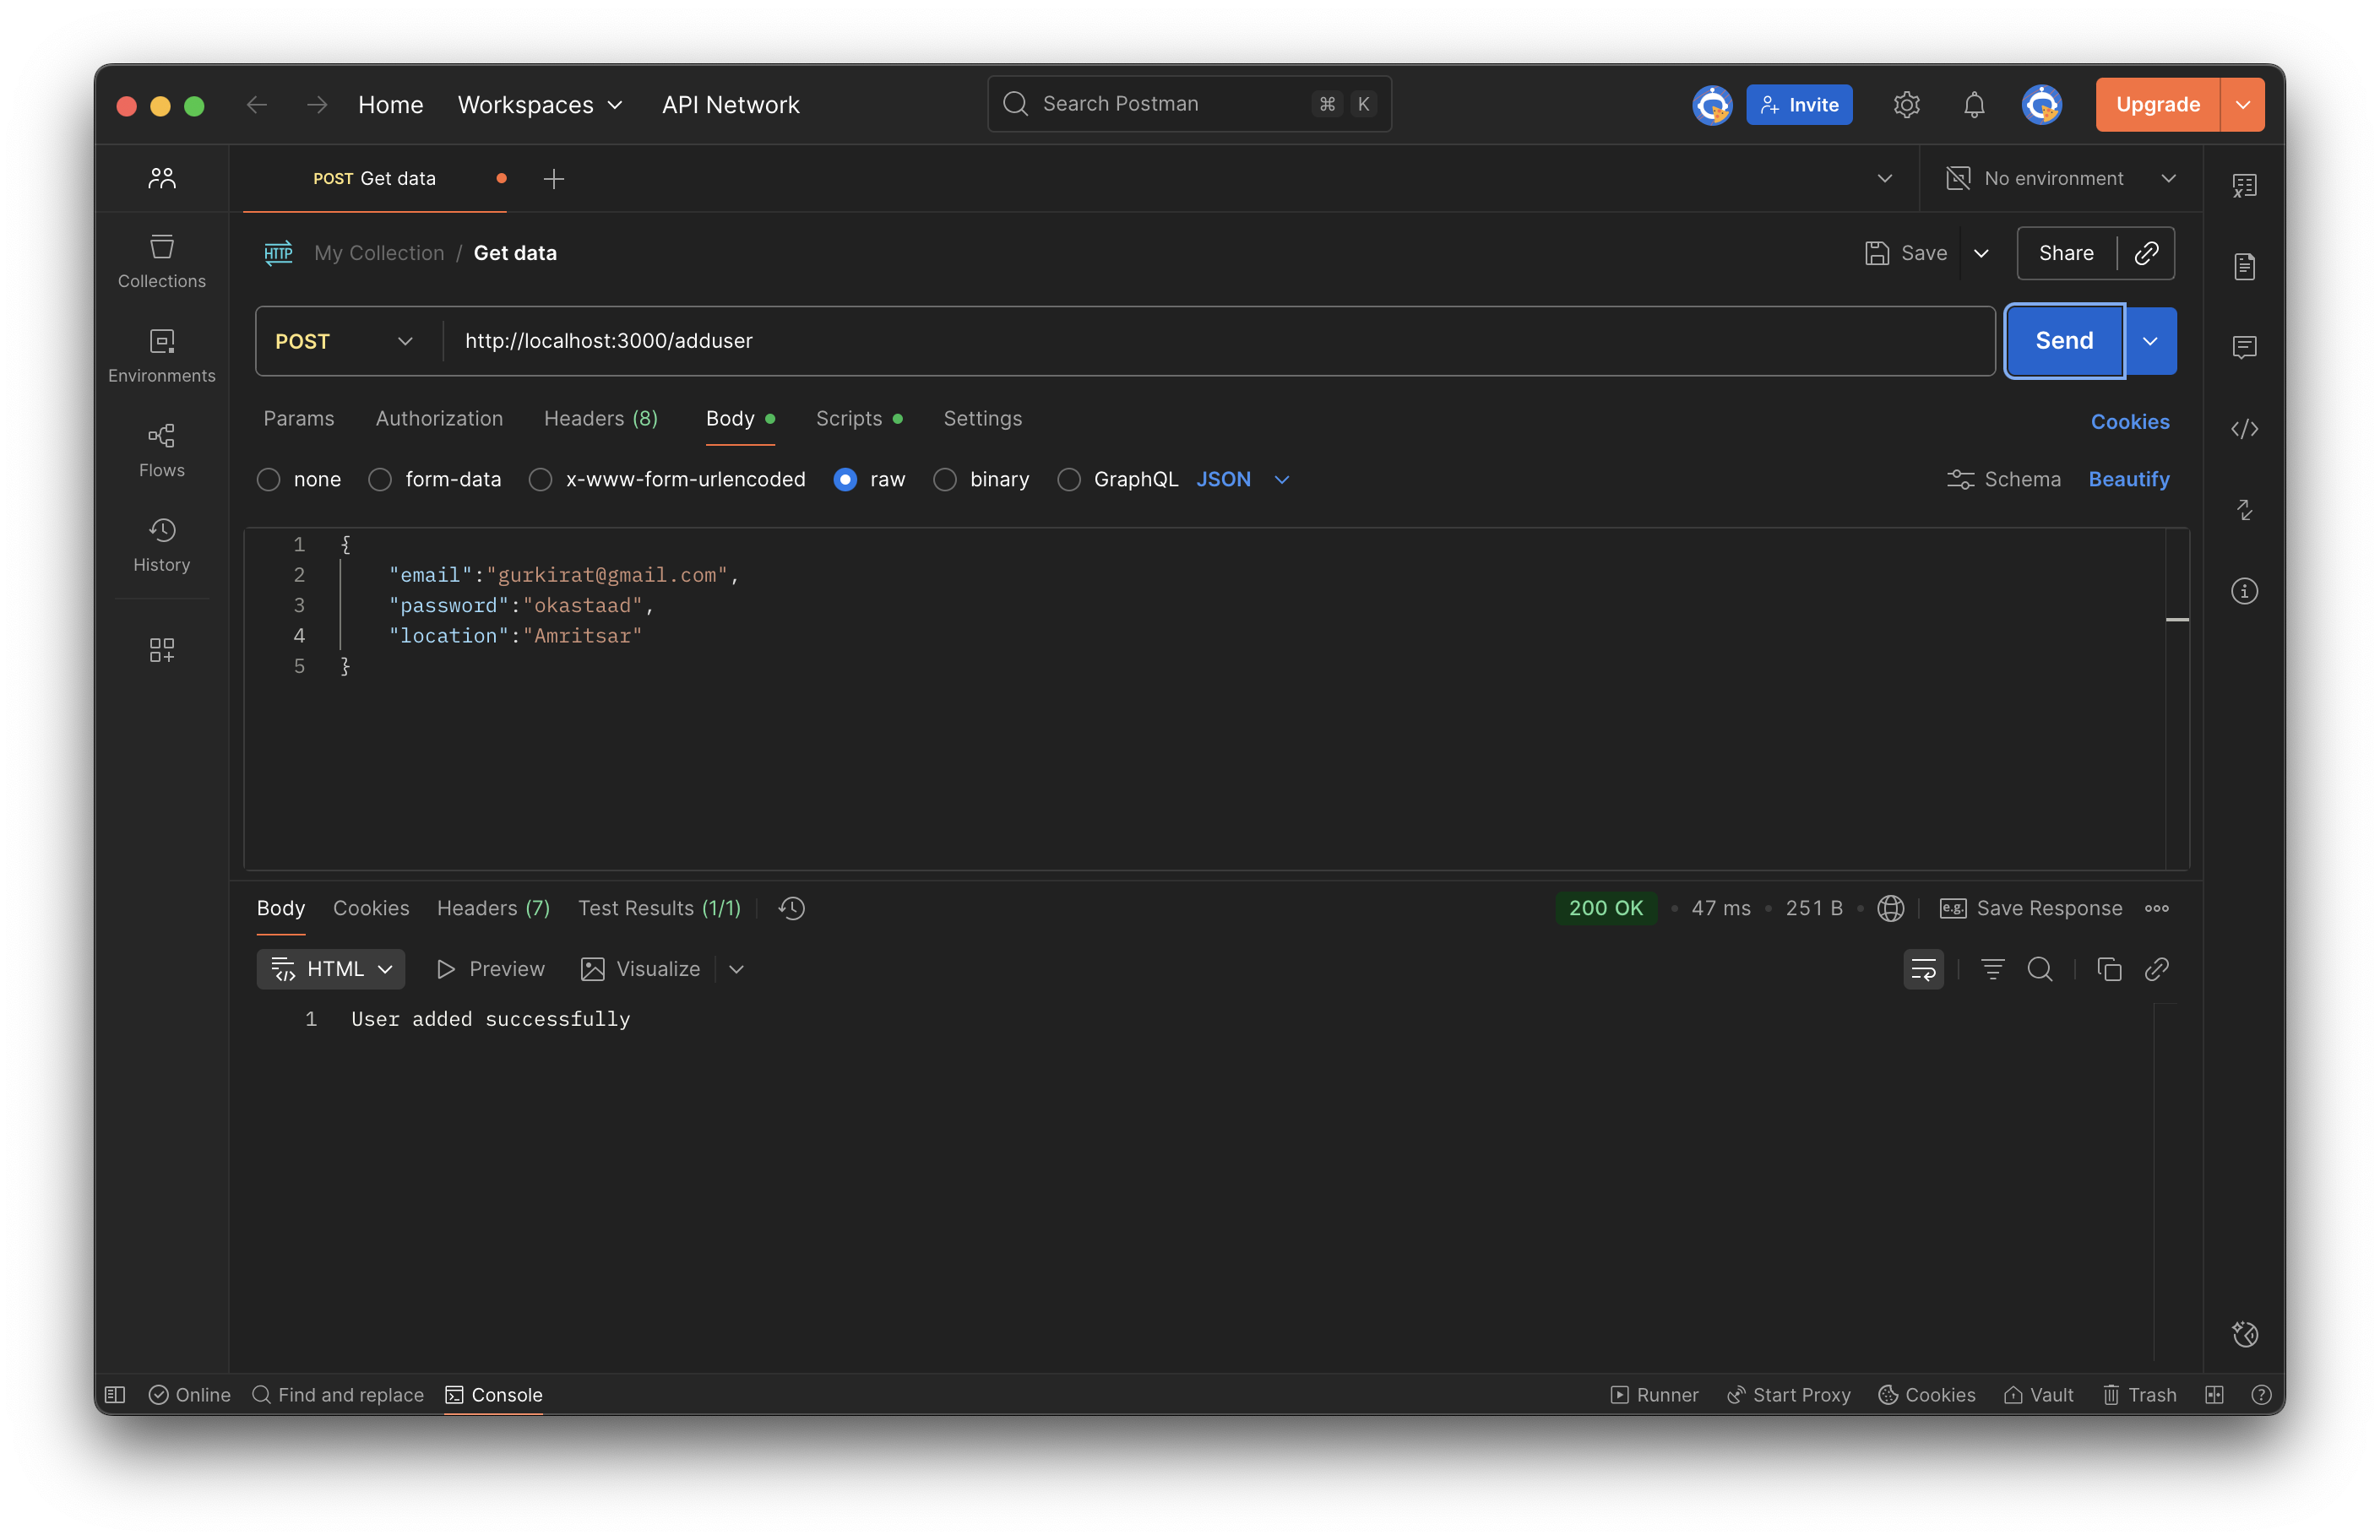 Home Workspaces API Network Search Postman ⌘ K Invite Upgrade
POST Get data No environment
HTTP My Collection / Get data Save Share
Collections
POST http://localhost:3000/adduser Send
Environments
Params Authorization Headers (8) Body Scripts Settings Cookies
Flows
none form-data x-www-form-urlencoded raw binary GraphQL JSON Schema Beautify
History
1 {
2 "email":"gurkirat@gmail.com",
3 "password":"okastaad",
4 "location":"Amritsar"
5 }
Body Cookies Headers (7) Test Results (1/1) 200 OK • 47 ms • 251 B • e.g. Save Response
HTML Preview Visualize
1 User added successfully
Online Find and replace Console Runner Start Proxy Cookies Vault Trash